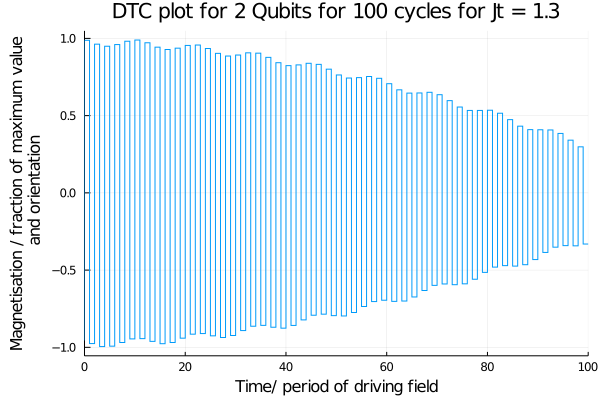 DTC plot for 2 Qubits for 100 cycles for Jt = 1.3
Magnetisation / fraction of maximum value
and orientation
1.0
0.5
0.0
−0.5
−1.0
0 20 40 60 80 100
Time/ period of driving field